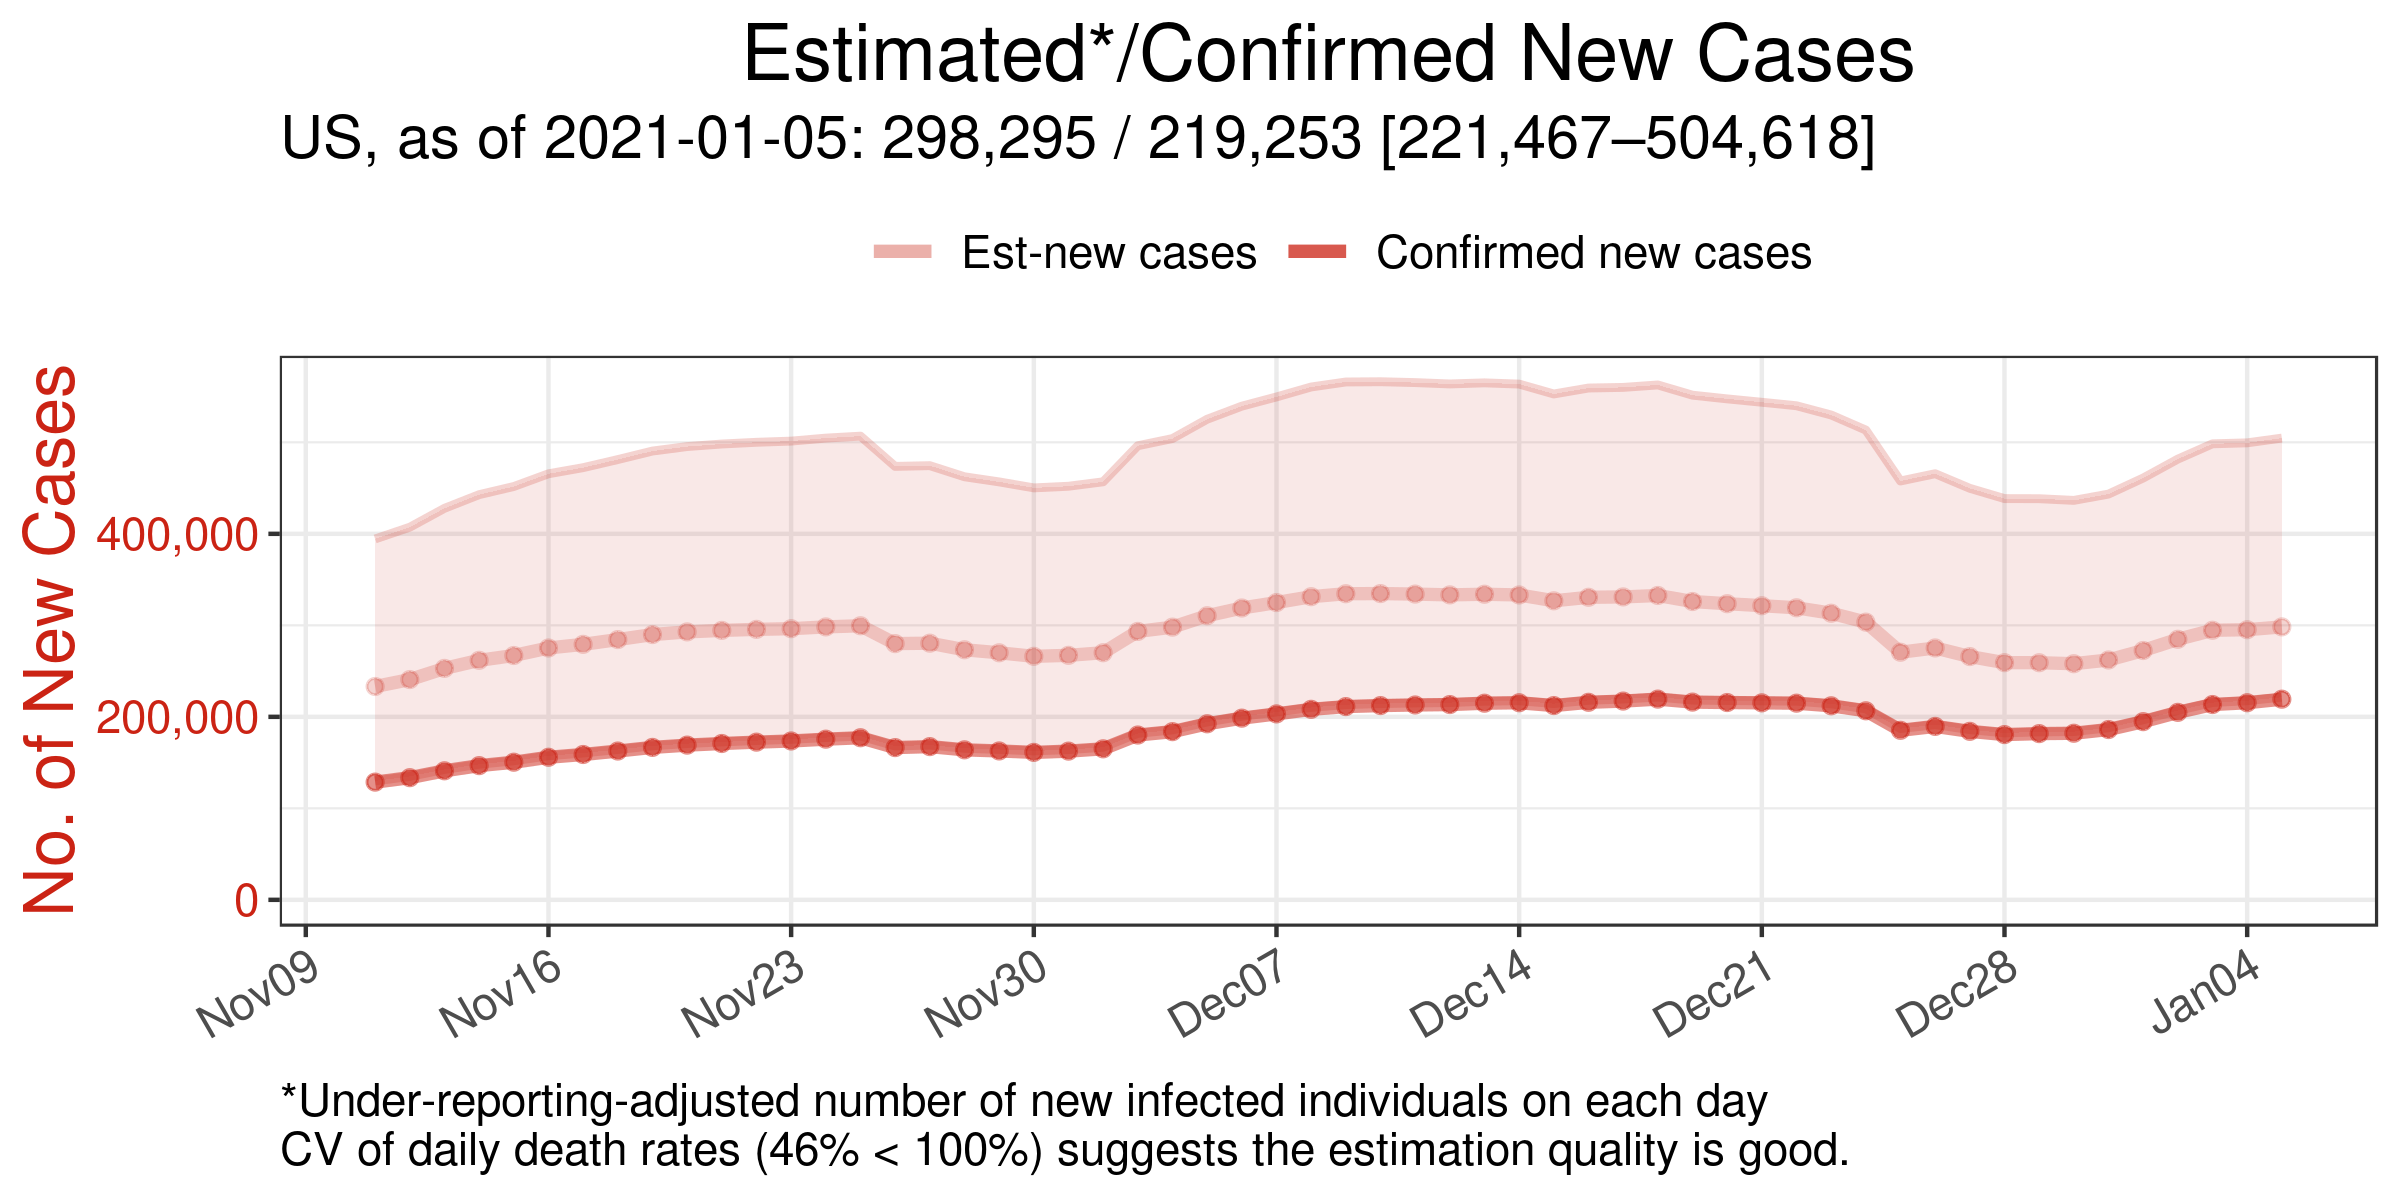 Estimated*/Confirmed New Cases
US, as of 2021-01-05: 298,295 / 219,253 [221,467–504,618]
Est-new cases Confirmed new cases
No. of New Cases
400,000
200,000
0
Nov09 Nov16 Nov23 Nov30 Dec07 Dec14 Dec21 Dec28 Jan04
*Under-reporting-adjusted number of new infected individuals on each day
CV of daily death rates (46% < 100%) suggests the estimation quality is good.